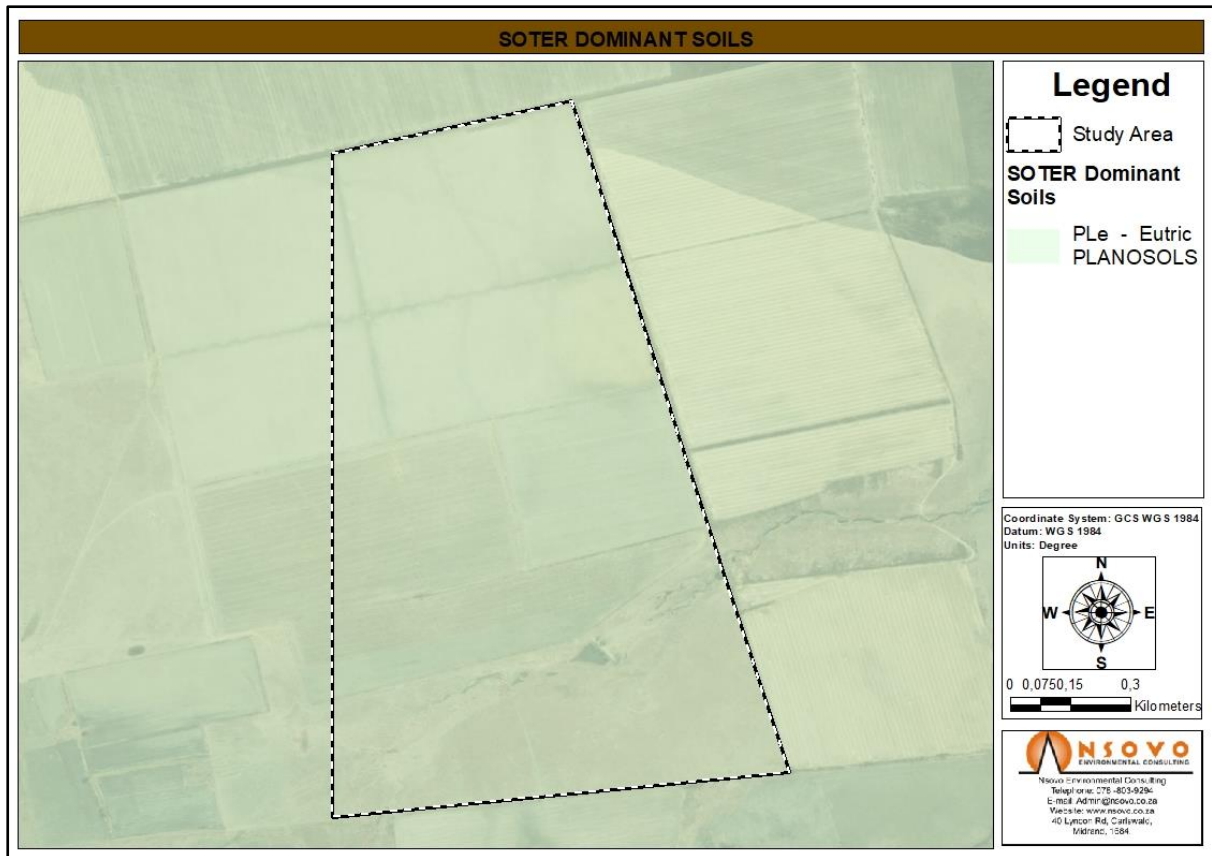 SOTER DOMINANT SOILS
Legend
Study Area
SOTER Dominant
Soils
PLe - Eutric
PLANOSOLS
Coordinate System: GCS WGS 1984
Datum: WGS 1984
Units: Degree
N
W
E
S
0 0,0750,15 0,3
Kilometers
NSOVO
ENVIRONMENTAL CONSULTING
Nsovo Environmental Consulting
Telephone: 078 -803-9294
E-mail: Admin@nsovo.co.za
Website: www.nsovo.co.za
40 Lyncon Rd, Carlswald,
Midrand, 1684.